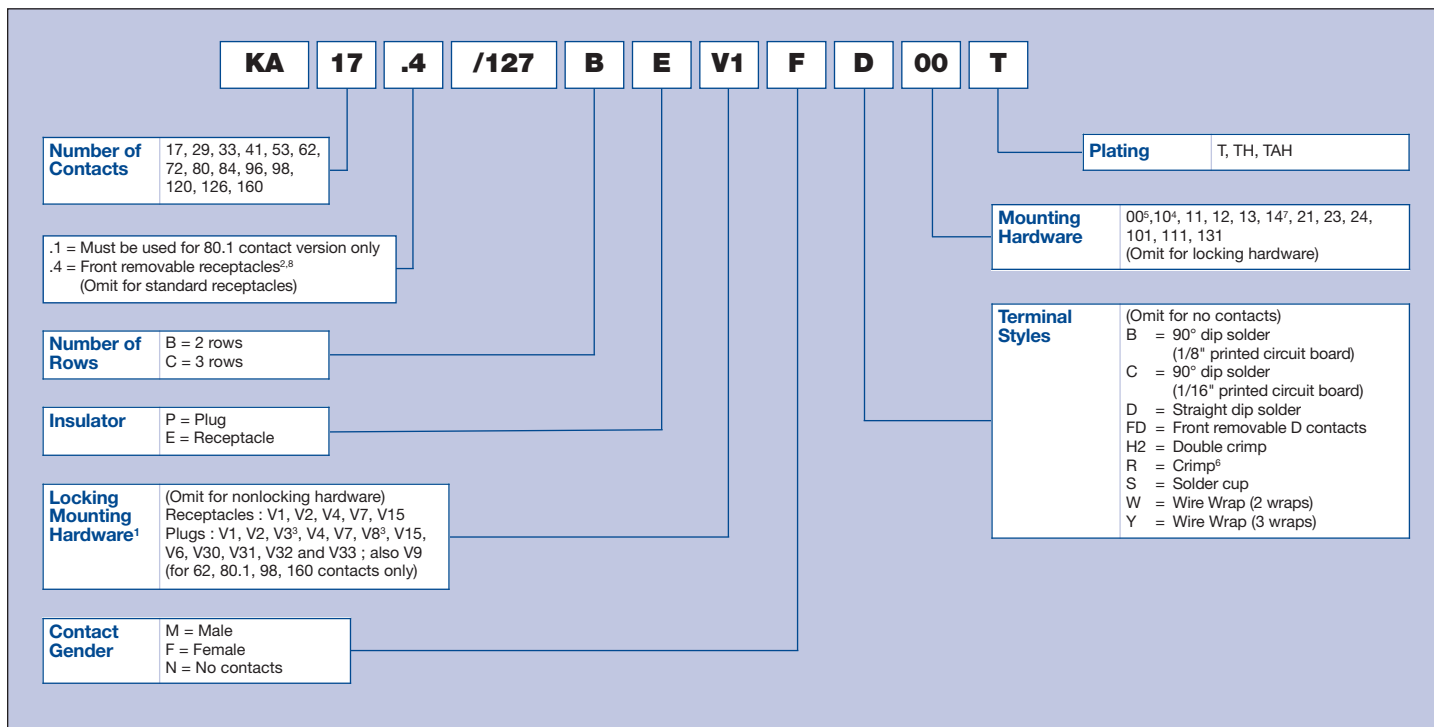 KA 17 .4 /127 B E V1 F D 00 T
Number of
Contacts
17, 29, 33, 41, 53, 62,
72, 80, 84, 96, 98,
120, 126, 160
.1 = Must be used for 80.1 contact version only
.4 = Front removable receptacles²,⁸
(Omit for standard receptacles)
Number of
Rows
B = 2 rows
C = 3 rows
Insulator
P = Plug
E = Receptacle
Locking
Mounting
Hardware¹
(Omit for nonlocking hardware)
Receptacles : V1, V2, V4, V7, V15
Plugs : V1, V2, V3³, V4, V7, V8³, V15,
V6, V30, V31, V32 and V33 ; also V9
(for 62, 80.1, 98, 160 contacts only)
Contact
Gender
M = Male
F = Female
N = No contacts
Plating
T, TH, TAH
Mounting
Hardware
00⁵,10⁴, 11, 12, 13, 14⁷, 21, 23, 24,
101, 111, 131
(Omit for locking hardware)
Terminal
Styles
(Omit for no contacts)
B = 90° dip solder
(1/8" printed circuit board)
C = 90° dip solder
(1/16" printed circuit board)
D = Straight dip solder
FD = Front removable D contacts
H2 = Double crimp
R = Crimp⁶
S = Solder cup
W = Wire Wrap (2 wraps)
Y = Wire Wrap (3 wraps)